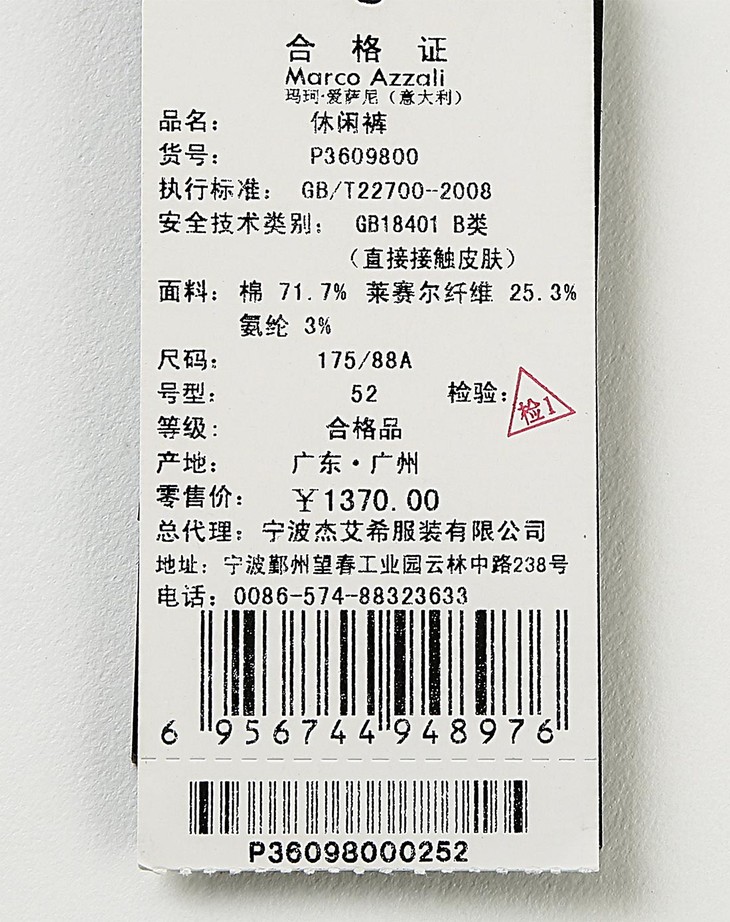 合格证
Marco Azzali
玛珂·爱萨尼（意大利）
品名： 休闲裤
货号： P3609800
执行标准： GB/T22700--2008
安全技术类别： GB18401 B类
（直接接触皮肤）
面料： 棉 71.7% 莱赛尔纤维 25.3%
氨纶 3%
尺码： 175/88A
号型： 52 检验： 检1
等级： 合格品
产地： 广东·广州
零售价： ￥1370.00
总代理：宁波杰艾希服装有限公司
地址：宁波鄞州望春工业园云林中路238号
电话：0086-574-88323633
6 956744 948976
P36098000252